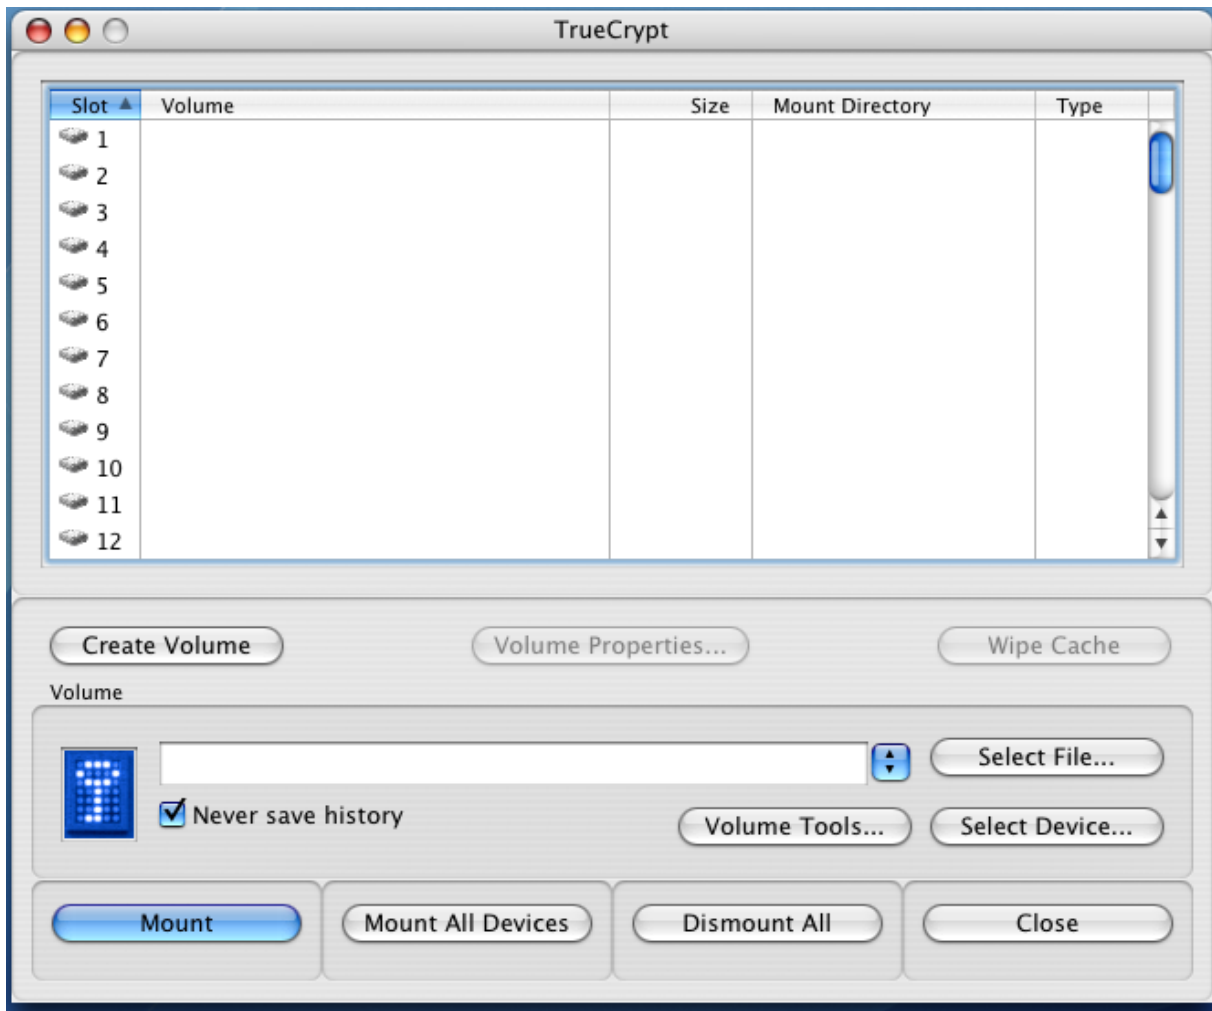 TrueCrypt
Slot Volume Size Mount Directory Type
1
2
3
4
5
6
7
8
9
10
11
12
Create Volume Volume Properties... Wipe Cache
Volume
Select File...
Never save history Volume Tools... Select Device...
Mount Mount All Devices Dismount All Close